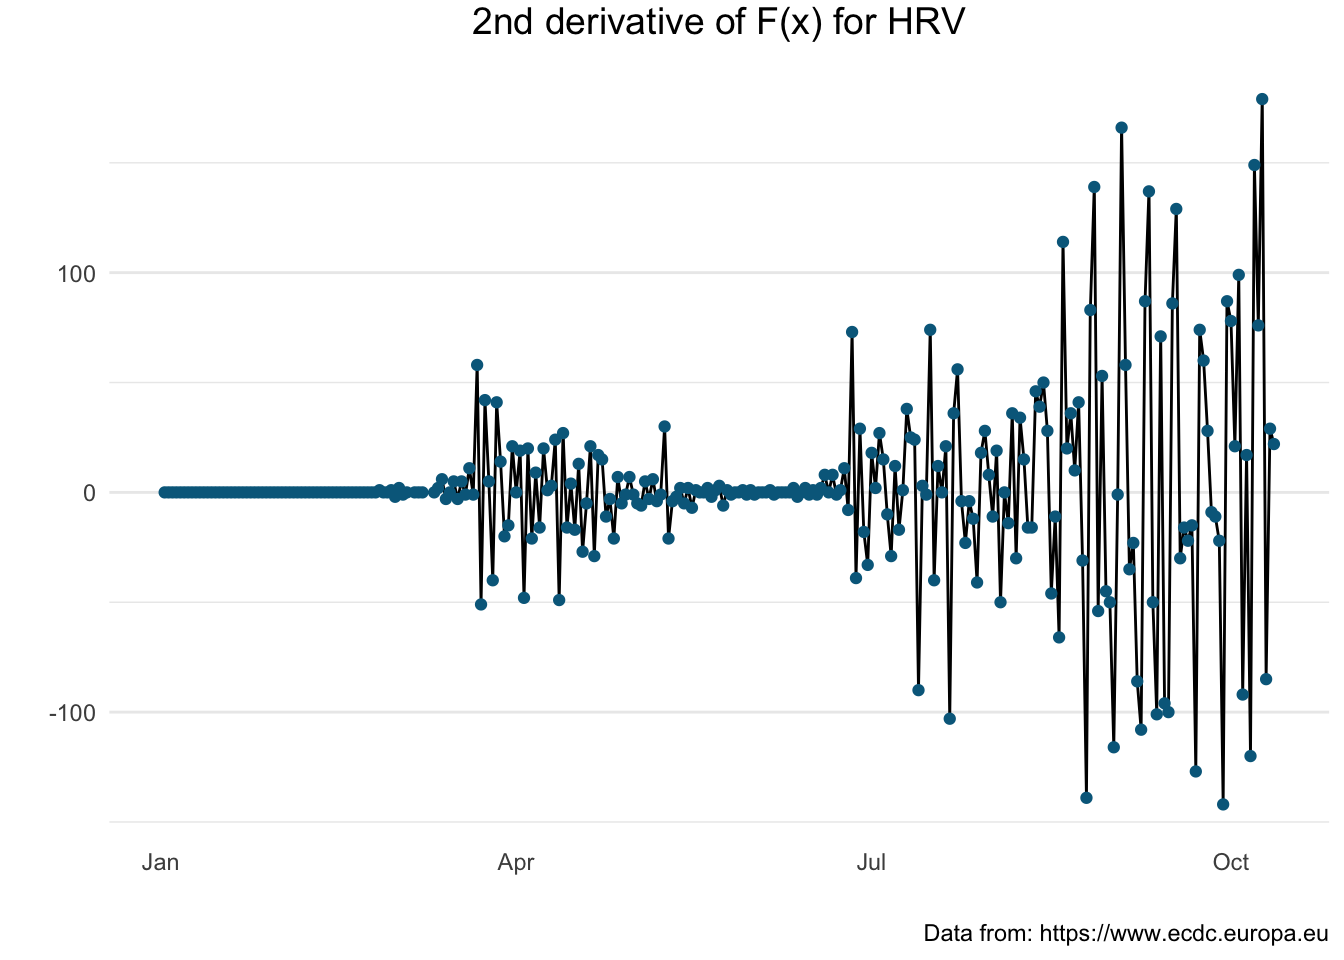 2nd derivative of F(x) for HRV
100
0
-100
Jan Apr Jul Oct
Data from: https://www.ecdc.europa.eu